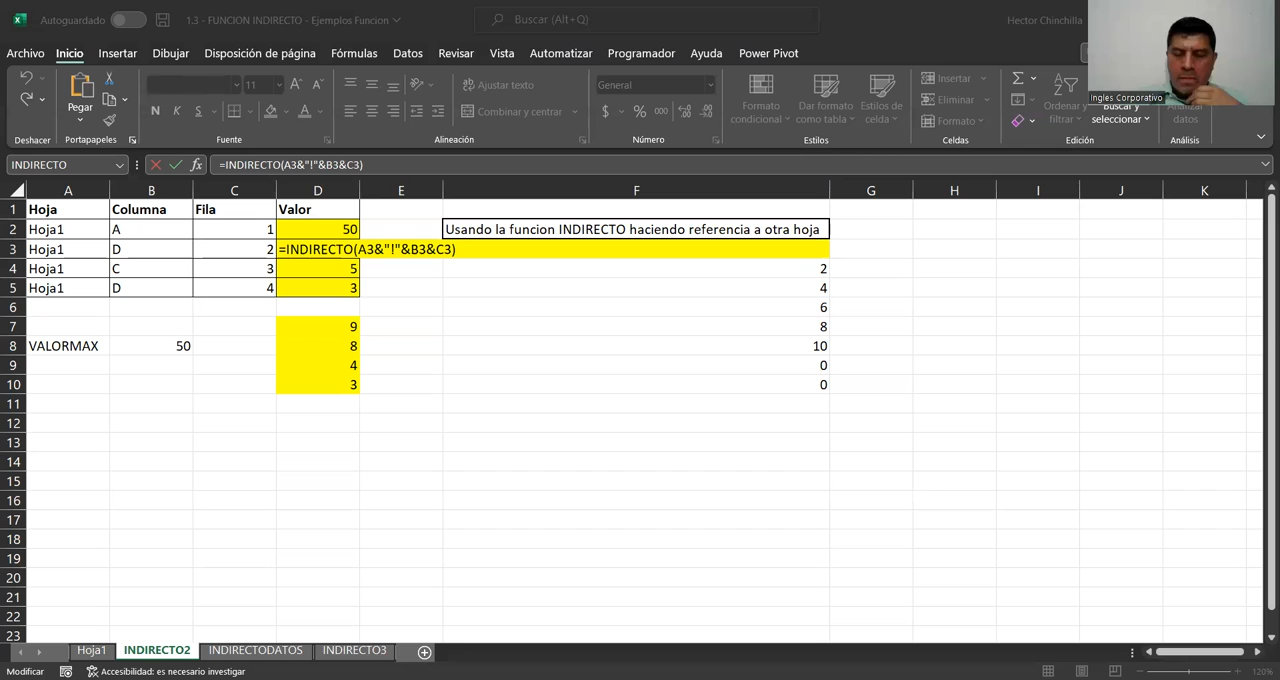 Autoguardado
1.3 - FUNCION INDIRECTO - Ejemplos Funcion
Buscar (Alt+Q)
Hector Chinchilla
Archivo Inicio Insertar Dibujar Disposición de página Fórmulas Datos Revisar Vista Automatizar Programador Ayuda Power Pivot
Pegar
11
N K S
Ajustar texto
Combinar y centrar
General
$ % 000
Formato condicional
Dar formato como tabla
Estilos de celda
Insertar
Eliminar
Formato
Ordenar y filtrar
Buscar y seleccionar
Analizar datos
Ingles Corporativo
Deshacer Portapapeles Fuente Alineación Número Estilos Celdas Edición Análisis
INDIRECTO fx =INDIRECTO(A3&"!"&B3&C3)
A B C D E F G H I J K
1 Hoja Columna Fila Valor
2 Hoja1 A 1 50 Usando la funcion INDIRECTO haciendo referencia a otra hoja
3 Hoja1 D 2 =INDIRECTO(A3&"!"&B3&C3)
4 Hoja1 C 3 5 2
5 Hoja1 D 4 3 4
6 6
7 9 8
8 VALORMAX 50 8 10
9 4 0
10 3 0
11
12
13
14
15
16
17
18
19
20
21
22
23
Hoja1 INDIRECTO2 INDIRECTODATOS INDIRECTO3
Modificar Accesibilidad: es necesario investigar 120%